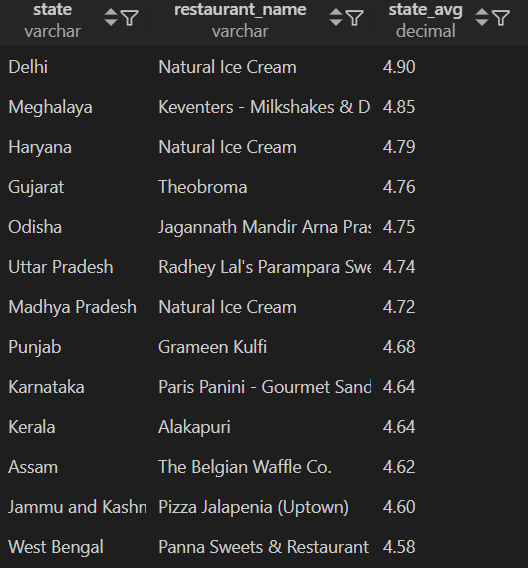 state restaurant_name state_avg
varchar varchar decimal
Delhi Natural Ice Cream 4.90
Meghalaya Keventers - Milkshakes & D 4.85
Haryana Natural Ice Cream 4.79
Gujarat Theobroma 4.76
Odisha Jagannath Mandir Arna Pras 4.75
Uttar Pradesh Radhey Lal's Parampara Swe 4.74
Madhya Pradesh Natural Ice Cream 4.72
Punjab Grameen Kulfi 4.68
Karnataka Paris Panini - Gourmet Sand 4.64
Kerala Alakapuri 4.64
Assam The Belgian Waffle Co. 4.62
Jammu and Kashm Pizza Jalapenia (Uptown) 4.60
West Bengal Panna Sweets & Restaurant 4.58